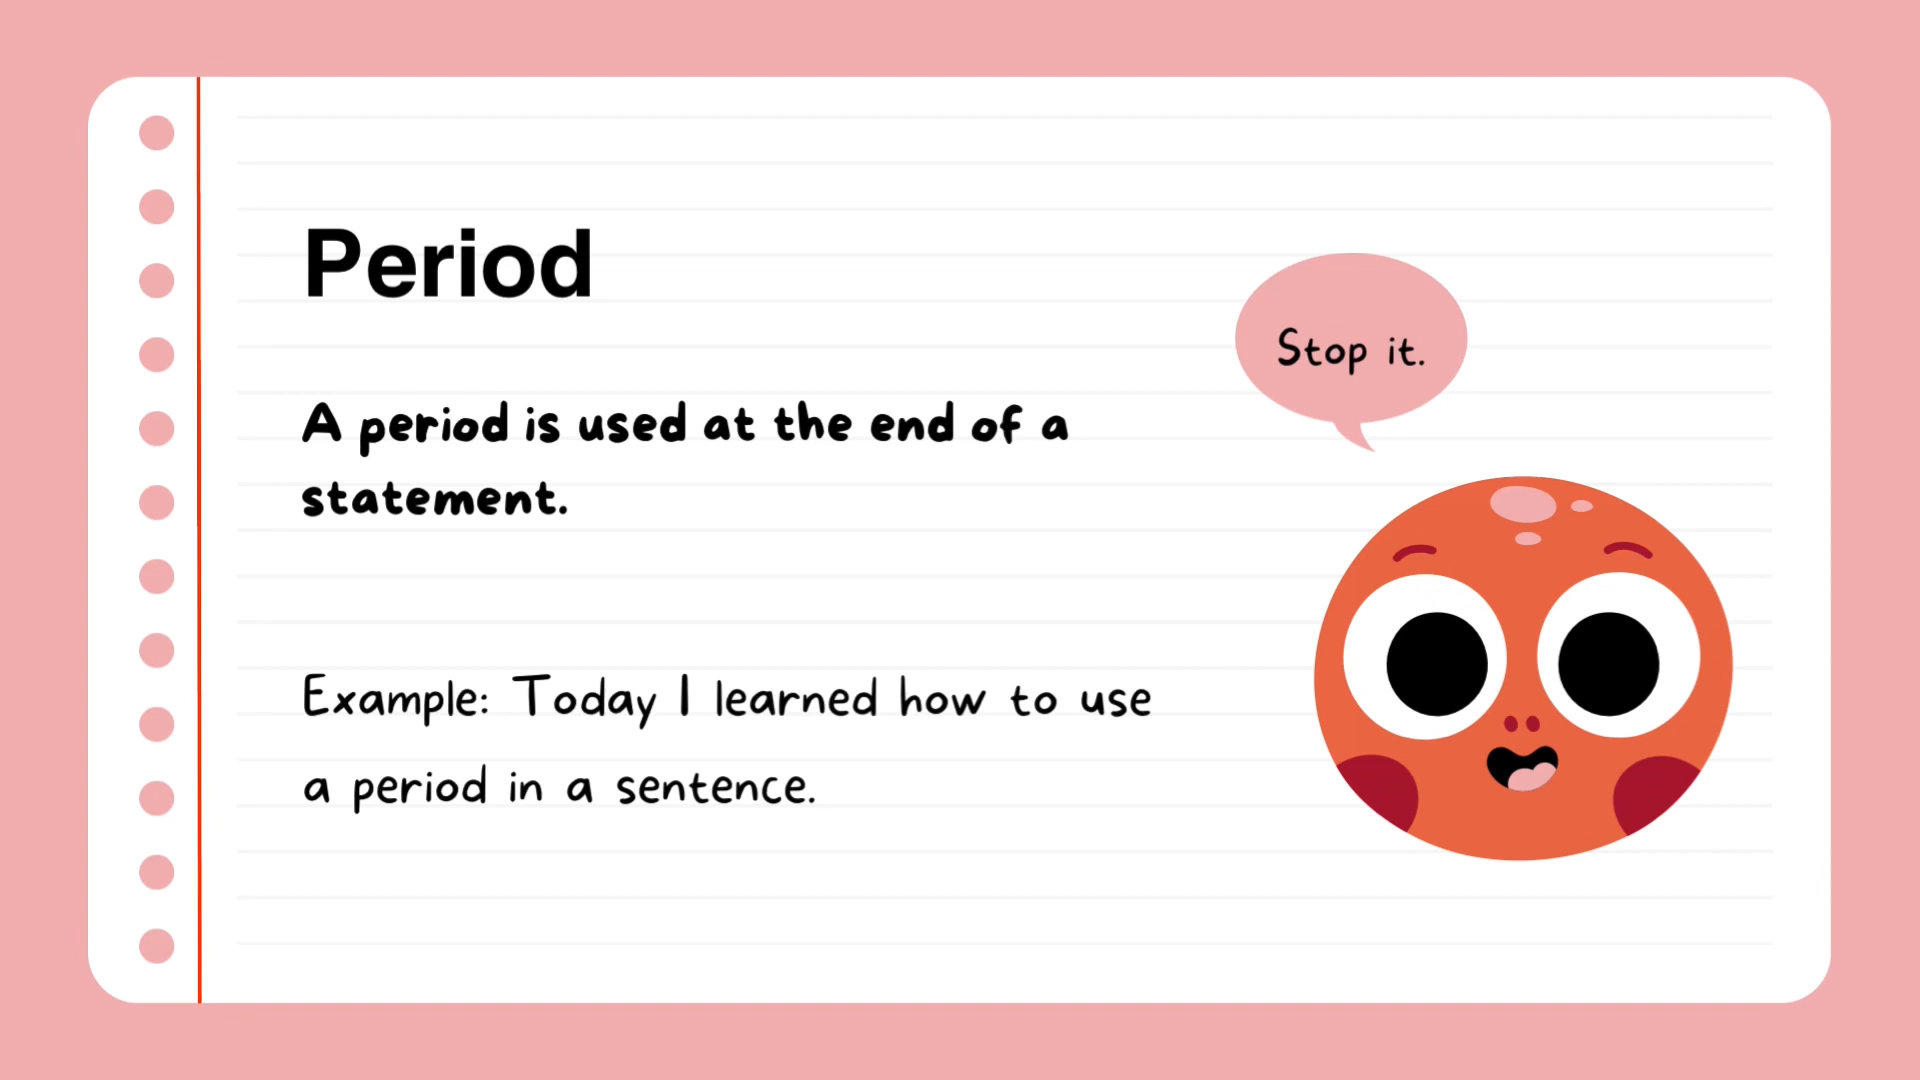 Period
Stop it.
A period is used at the end of a
statement.
Example: Today I learned how to use
a period in a sentence.